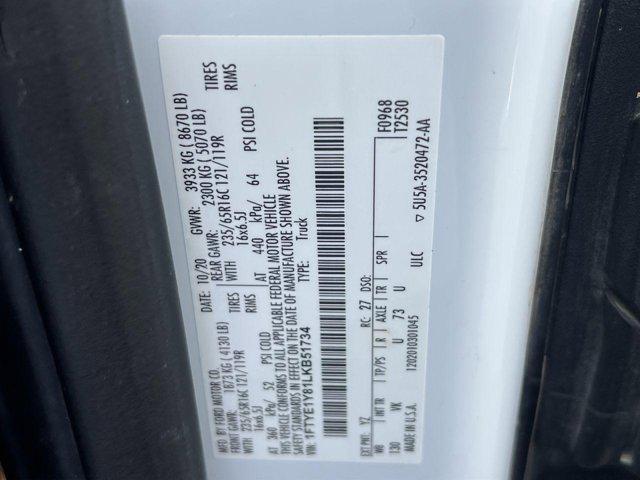 MFD. BY FORD MOTOR CO.
DATE: 10/20 GVWR: 3933 KG ( 8670 LB)
FRONT GAWR: 1873 KG ( 4130 LB) REAR GAWR: 2300 KG ( 5070 LB)
WITH 235/65R16C 121/119R TIRES WITH 235/65R16C 121/119R TIRES
16x6.5J RIMS 16x6.5J RIMS
AT 360 kPa/ 52 PSI COLD AT 440 kPa/ 64 PSI COLD
THIS VEHICLE CONFORMS TO ALL APPLICABLE FEDERAL MOTOR VEHICLE
SAFETY STANDARDS IN EFFECT ON THE DATE OF MANUFACTURE SHOWN ABOVE.
VIN: 1FTYE1Y81LKB51734 TYPE: Truck
F0968
T2530
EXT PNT: YZ RC: 27 DSO:
WB INT TR TP/PS R AXLE TR SPR
130 VK U 73 U
5U5A-3520472-AA
MADE IN U.S.A. 1202010301045 ULC